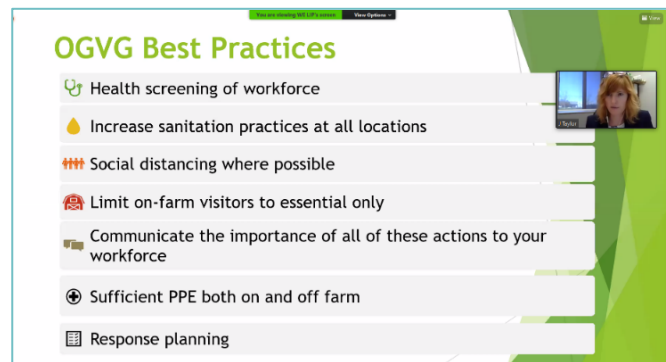 You are viewing WE LIP's screen
View Options
View
OGVG Best Practices
Health screening of workforce
Increase sanitation practices at all locations
Social distancing where possible
Limit on-farm visitors to essential only
Communicate the importance of all of these actions to your
workforce
Sufficient PPE both on and off farm
Response planning